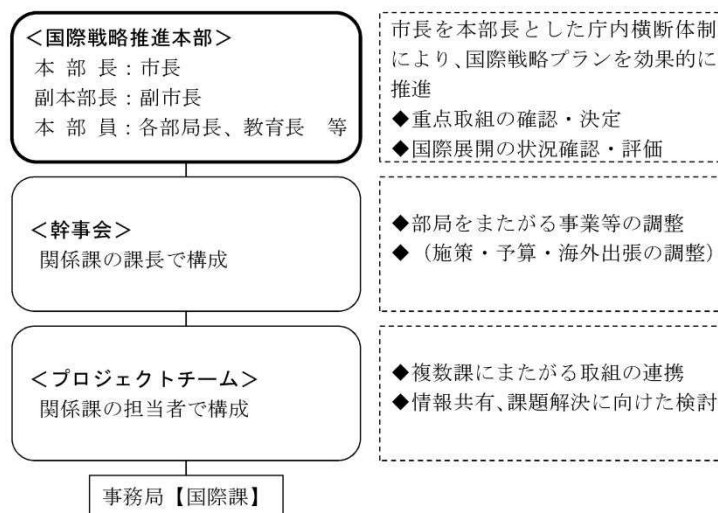 ＜国際戦略推進本部＞
本 部 長：市長
副本部長：副市長
本 部 員：各部局長、教育長　等
市長を本部長とした庁内横断体制
により、国際戦略プランを効果的に
推進
◆重点取組の確認・決定
◆国際展開の状況確認・評価
＜幹事会＞
関係課の課長で構成
◆部局をまたがる事業等の調整
◆（施策・予算・海外出張の調整）
＜プロジェクトチーム＞
関係課の担当者で構成
◆複数課にまたがる取組の連携
◆情報共有、課題解決に向けた検討
事務局【国際課】